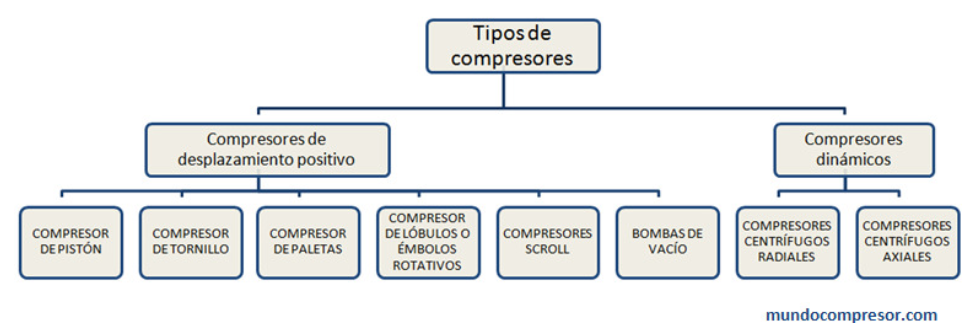 Tipos de
compresores
Compresores de
desplazamiento positivo
Compresores
dinámicos
COMPRESOR
DE PISTÓN
COMPRESOR
DE TORNILLO
COMPRESOR
DE PALETAS
COMPRESOR
DE LÓBULOS O
ÉMBOLOS
ROTATIVOS
COMPRESORES
SCROLL
BOMBAS DE
VACÍO
COMPRESORES
CENTRÍFUGOS
RADIALES
COMPRESORES
CENTRÍFUGOS
AXIALES
mundocompresor.com